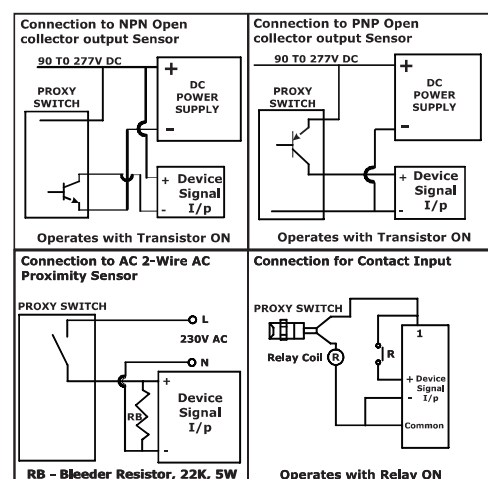 Connection to NPN Open
collector output Sensor
90 T0 277V DC
PROXY
SWITCH
+
DC
POWER
SUPPLY
-
+ Device
Signal
- I/p
Operates with Transistor ON
Connection to PNP Open
collector output Sensor
90 T0 277V DC
PROXY
SWITCH
+
DC
POWER
SUPPLY
-
+ Device
Signal
I/p
-
Operates with Transistor ON
Connection to AC 2-Wire AC
Proximity Sensor
PROXY SWITCH
L
230V AC
N
+
RB
Device
Signal
I/p
-
RB - Bleeder Resistor, 22K, 5W
Connection for Contact Input
PROXY SWITCH
1
Relay Coil R
R
+ Device
- Signal
I/p
Common
Operates with Relay ON